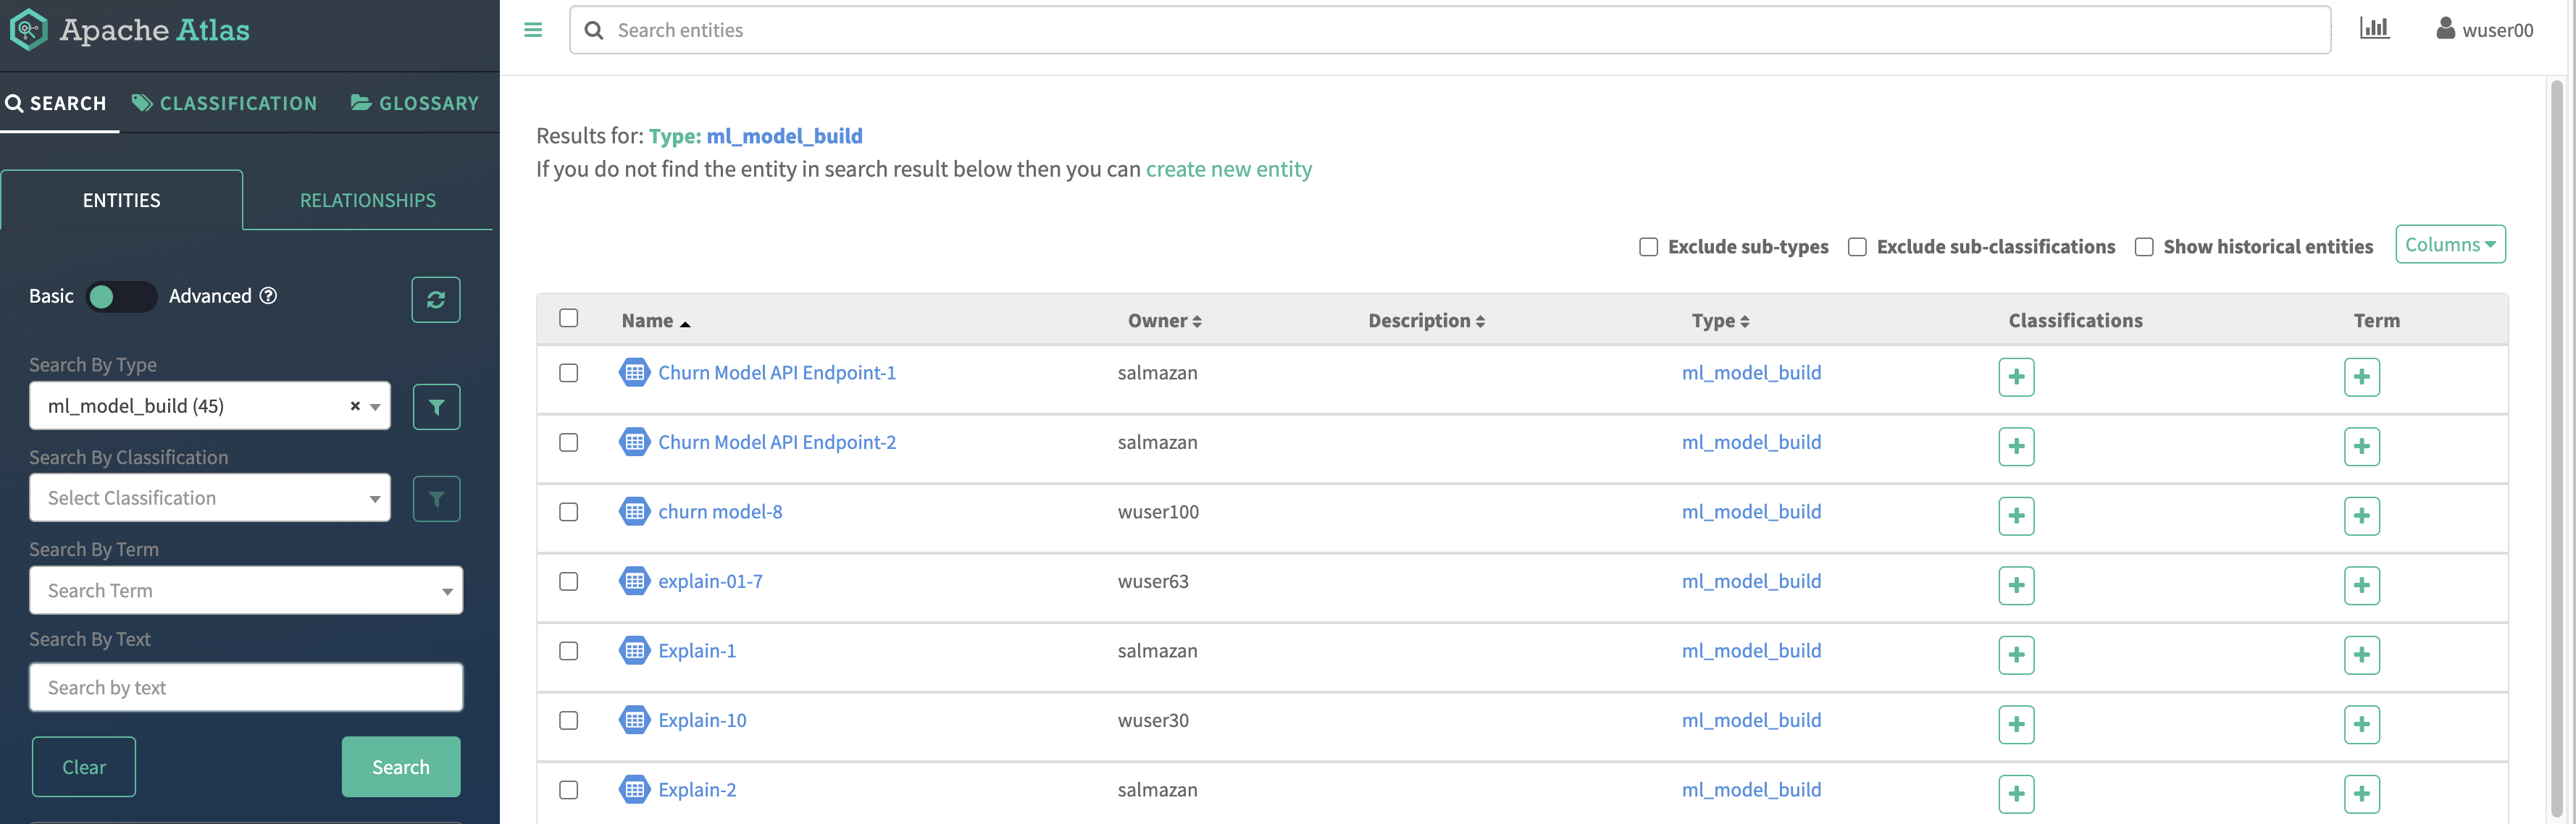 Apache Atlas
Search entities
wuser00
SEARCH CLASSIFICATION GLOSSARY
ENTITIES RELATIONSHIPS
Basic Advanced
Search By Type
ml_model_build (45)
Search By Classification
Select Classification
Search By Term
Search Term
Search By Text
Search by text
Clear Search
Results for: Type: ml_model_build
If you do not find the entity in search result below then you can create new entity
Exclude sub-types Exclude sub-classifications Show historical entities Columns
Name Owner Description Type Classifications Term
Churn Model API Endpoint-1 salmazan ml_model_build
Churn Model API Endpoint-2 salmazan ml_model_build
churn model-8 wuser100 ml_model_build
explain-01-7 wuser63 ml_model_build
Explain-1 salmazan ml_model_build
Explain-10 wuser30 ml_model_build
Explain-2 salmazan ml_model_build